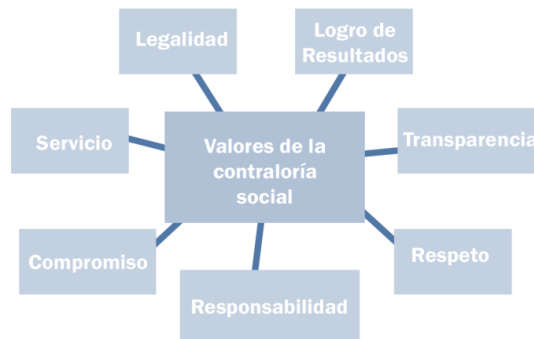 Legalidad
Logro de
Resultados
Servicio
Valores de la
contraloría
social
Transparencia
Compromiso
Respeto
Responsabilidad